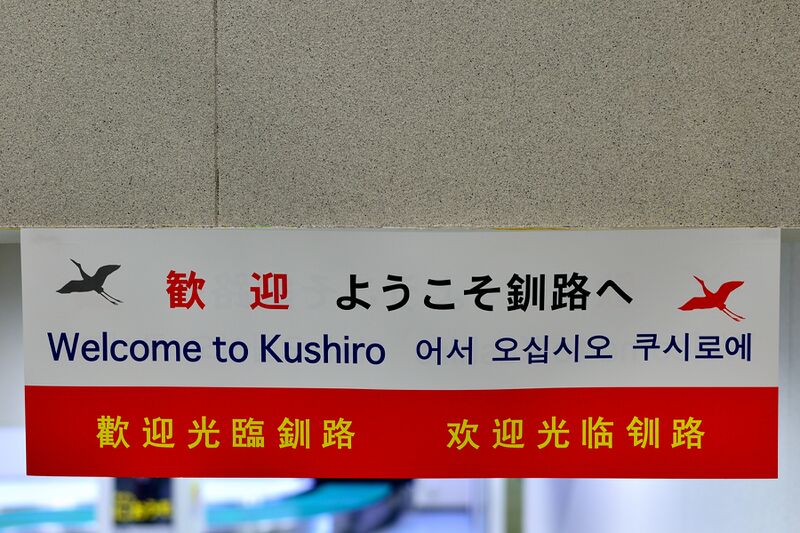 歓迎 ようこそ釧路へ
Welcome to Kushiro 어서 오십시오 쿠시로에
歡迎光臨釧路 欢迎光临钏路